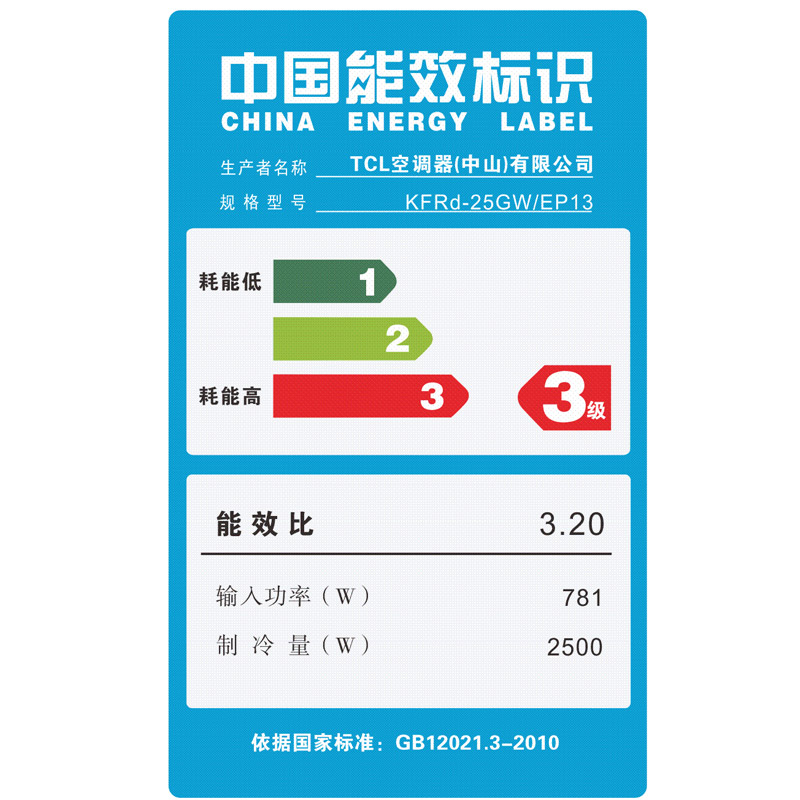 中国能效标识
CHINA ENERGY LABEL
生产者名称 TCL空调器(中山)有限公司
规格型号 KFRd-25GW/EP13
耗能低 1
2
耗能高 3 3级
能效比 3.20
输入功率（W） 781
制冷量（W） 2500
依据国家标准：GB12021.3-2010